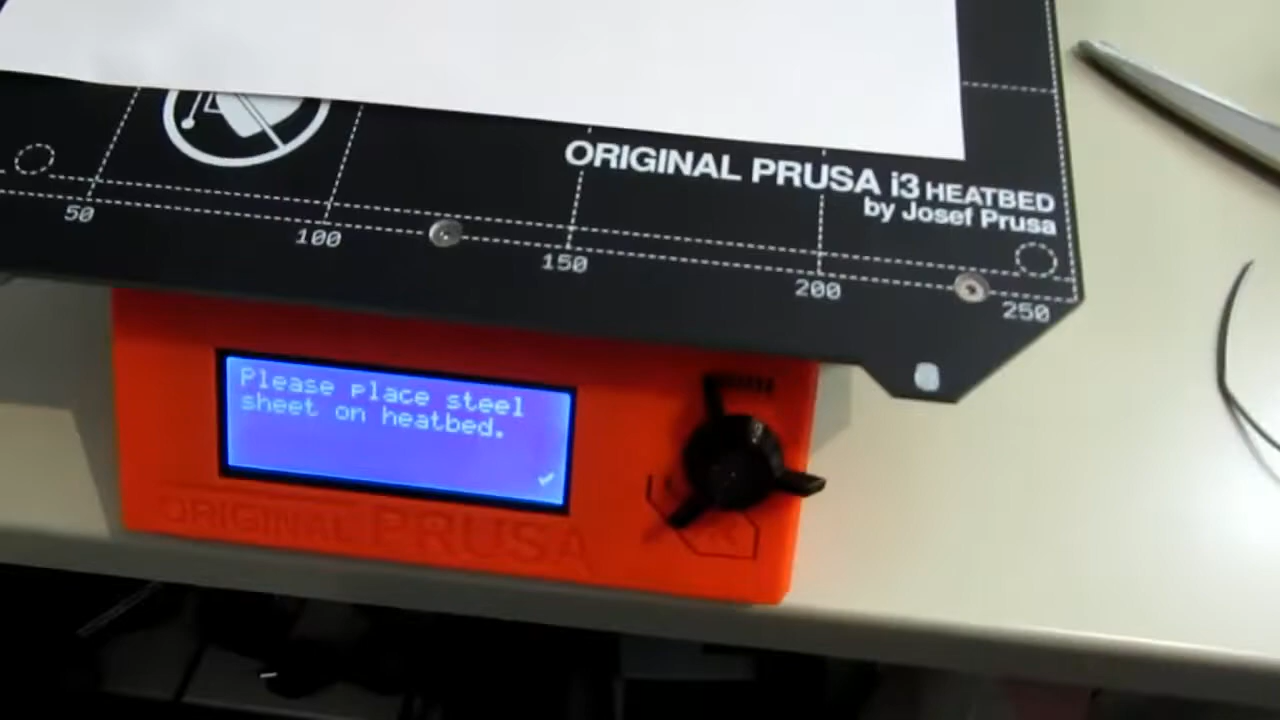 ORIGINAL PRUSA i3 HEATBED
by Josef Prusa
50
100
150
200
250
Please place steel
sheet on heatbed.
ORIGINAL PRUSA